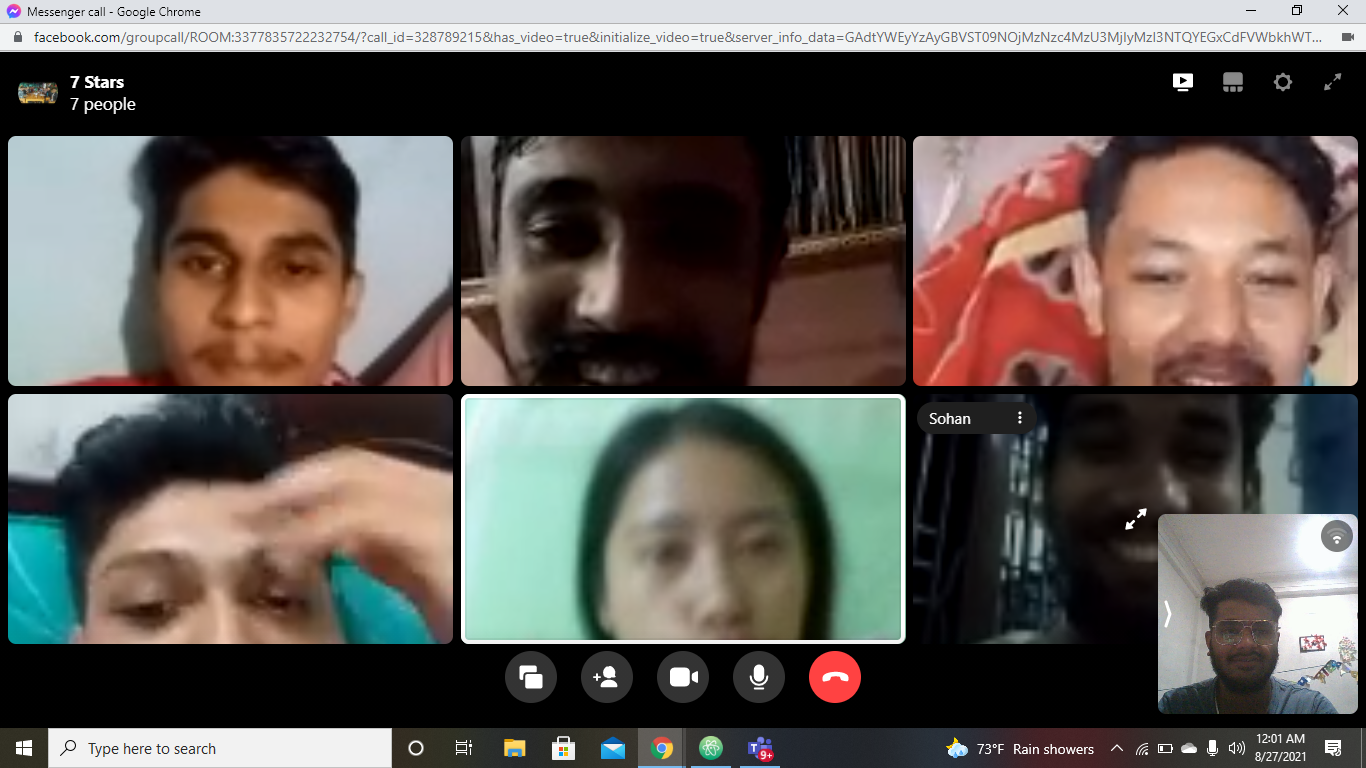 Messenger call - Google Chrome
facebook.com/groupcall/ROOM:3377835722232754/?call_id=328789215&has_video=true&initialize_video=true&server_info_data=GAdtYWEyYzAyGBVST09NOjMzNzc4MzU3MjIyMzI3NTQYEGxCdFVWbkhWT...
7 Stars
7 people
Sohan
Type here to search
9+
73°F Rain showers
12:01 AM
8/27/2021